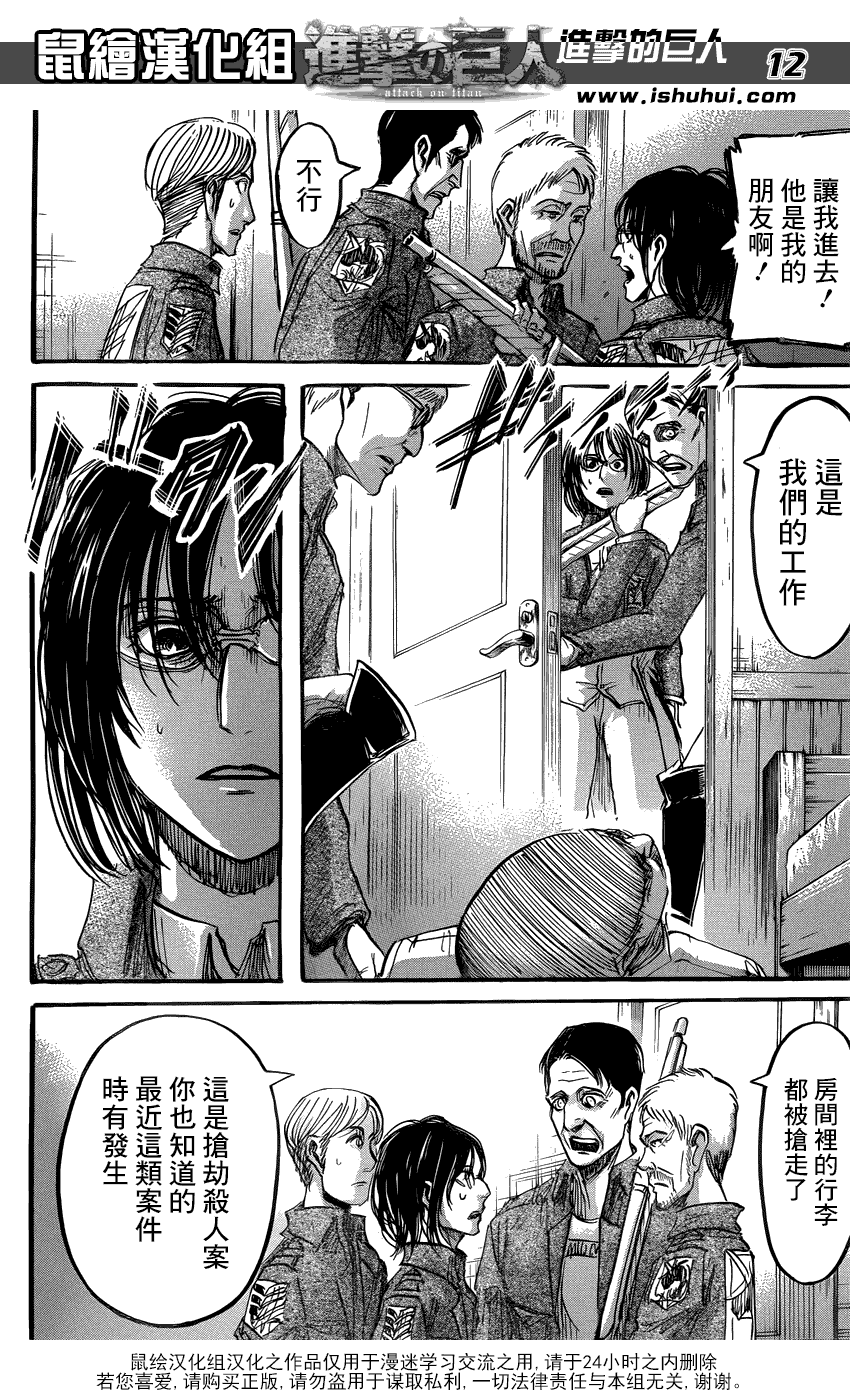 鼠繪漢化組 進擊の巨人 進擊的巨人 12
attack on titan
www.ishuhui.com
讓我進去！
他是我的
朋友啊！
不行
這是
我們的工作
ギィィィ
房間裡的行李
都被搶走了
這是搶劫殺人案
你也知道的
最近這類案件
時有發生
鼠绘汉化组汉化之作品仅用于漫迷学习交流之用,请于24小时之内删除
若您喜爱,请购买正版,请勿用于谋取私利,一切法律责任与本组无关,谢谢。